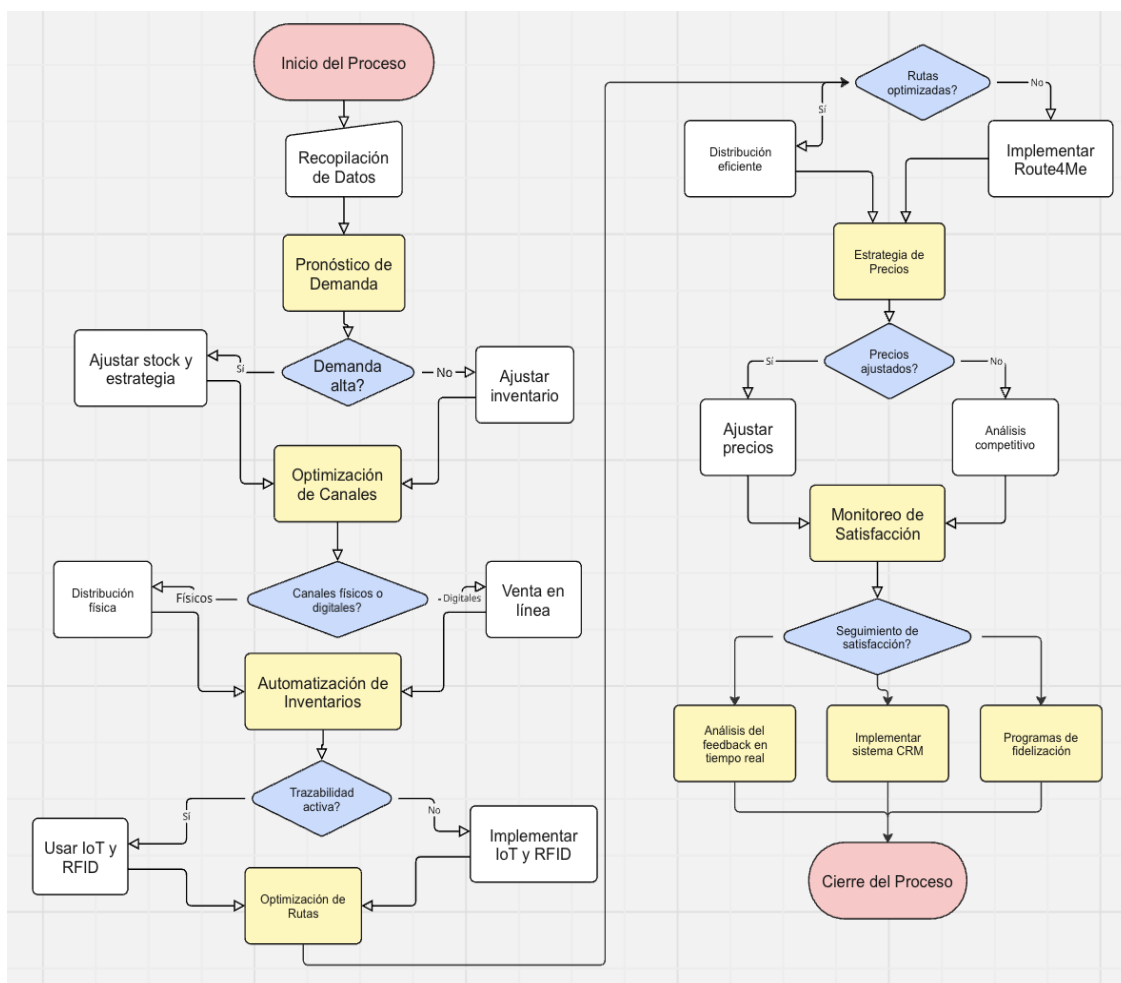 Inicio del Proceso
Recopilación
de Datos
Pronóstico de
Demanda
Ajustar stock y
estrategia
Sí
Demanda
alta?
No
Ajustar
inventario
Optimización
de Canales
Distribución
física
Físicos
Canales físicos o
digitales?
Digitales
Venta en
línea
Automatización de
Inventarios
Trazabilidad
activa?
Sí
No
Usar IoT y
RFID
Implementar
IoT y RFID
Optimización de
Rutas
Rutas
optimizadas?
No
Sí
Distribución
eficiente
Implementar
Route4Me
Estrategia de
Precios
Sí
Precios
ajustados?
No
Ajustar
precios
Análisis
competitivo
Monitoreo de
Satisfacción
Seguimiento de
satisfacción?
Análisis del
feedback en
tiempo real
Implementar
sistema CRM
Programas de
fidelización
Cierre del Proceso